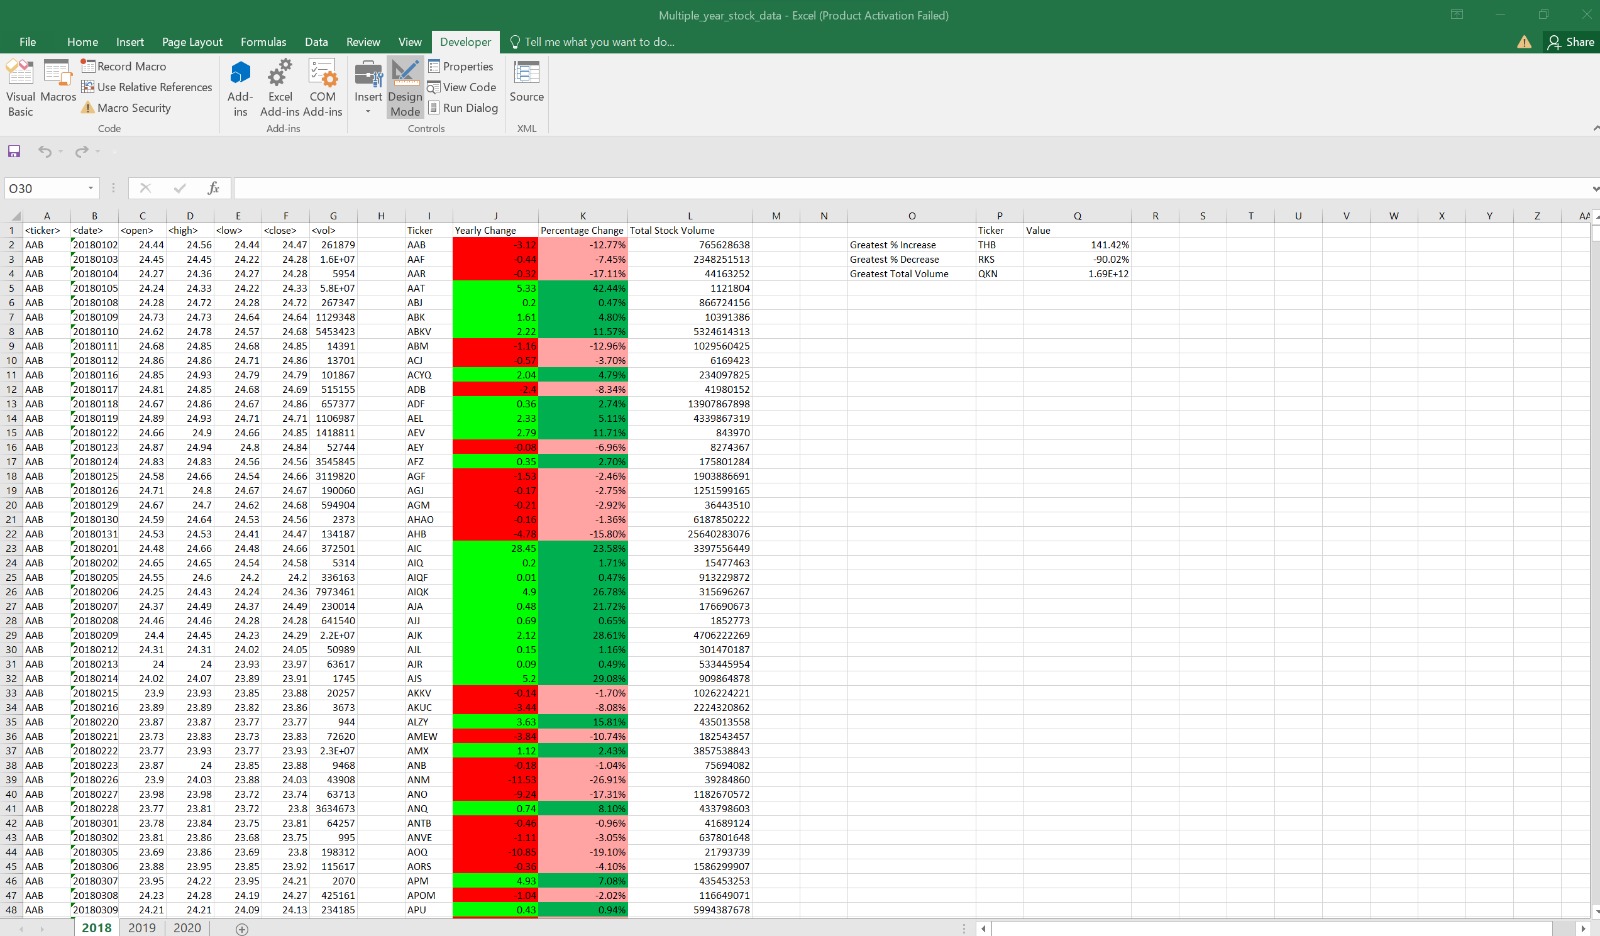 Multiple_year_stock_data - Excel (Product Activation Failed)
File Home Insert Page Layout Formulas Data Review View Developer Tell me what you want to do... Share
Visual Basic
Macros
Record Macro
Use Relative References
Macro Security
Code
Add-ins
Excel Add-ins
COM Add-ins
Add-ins
Insert
Design Mode
Properties
View Code
Run Dialog
Controls
Source
XML
O30 fx
A B C D E F G H I J K L M N O P Q R S T U V W X Y Z AA
1 <ticker> <date> <open> <high> <low> <close> <vol> Ticker Yearly Change Percentage Change Total Stock Volume Ticker Value
2 AAB 20180102 24.44 24.56 24.44 24.47 261879 AAB -3.12 -12.77% 765628638 Greatest % Increase THB 141.42%
3 AAB 20180103 24.45 24.45 24.22 24.28 1.6E+07 AAF -0.44 -7.45% 2348251513 Greatest % Decrease RKS -90.02%
4 AAB 20180104 24.27 24.36 24.27 24.28 5954 AAR -0.32 -17.11% 44163252 Greatest Total Volume QKN 1.69E+12
5 AAB 20180105 24.24 24.33 24.22 24.33 5.8E+07 AAT 5.33 42.44% 1121804
6 AAB 20180108 24.28 24.72 24.28 24.72 267347 ABJ 0.2 0.47% 866724156
7 AAB 20180109 24.73 24.73 24.64 24.64 1129348 ABK 1.61 4.80% 10391386
8 AAB 20180110 24.62 24.78 24.57 24.68 5453423 ABKV 2.22 11.57% 5324614313
9 AAB 20180111 24.68 24.85 24.68 24.85 14391 ABM -1.16 -12.96% 1029560425
10 AAB 20180112 24.86 24.86 24.71 24.86 13701 ACJ -0.57 -3.70% 6169423
11 AAB 20180116 24.85 24.93 24.79 24.79 101867 ACYQ 2.04 4.79% 234097825
12 AAB 20180117 24.81 24.85 24.68 24.69 515155 ADB -2.4 -8.34% 41980152
13 AAB 20180118 24.67 24.86 24.67 24.86 657377 ADF 0.36 2.74% 13907867898
14 AAB 20180119 24.89 24.93 24.71 24.71 1106987 AEL 2.33 5.11% 4339867319
15 AAB 20180122 24.66 24.9 24.66 24.85 1418811 AEV 2.79 11.71% 843970
16 AAB 20180123 24.87 24.94 24.8 24.84 52744 AEY -0.08 -6.96% 8274367
17 AAB 20180124 24.83 24.83 24.56 24.56 3545845 AFZ 0.35 2.70% 175801284
18 AAB 20180125 24.58 24.66 24.54 24.66 3119820 AGF -1.53 -2.46% 1903886691
19 AAB 20180126 24.71 24.8 24.67 24.67 190060 AGJ -0.17 -2.75% 1251599165
20 AAB 20180129 24.67 24.7 24.62 24.68 594904 AGM -0.21 -2.92% 36443510
21 AAB 20180130 24.59 24.64 24.53 24.56 2373 AHAO -0.16 -1.36% 6187850222
22 AAB 20180131 24.53 24.53 24.41 24.47 134187 AHB -4.78 -15.80% 25640283076
23 AAB 20180201 24.48 24.66 24.48 24.66 372501 AIC 28.45 23.58% 3397556449
24 AAB 20180202 24.65 24.65 24.54 24.58 5314 AIQ 0.2 1.71% 15477463
25 AAB 20180205 24.55 24.6 24.2 24.2 336163 AIQF 0.01 0.47% 913229872
26 AAB 20180206 24.25 24.43 24.24 24.36 7973461 AIQK 4.9 26.78% 315696267
27 AAB 20180207 24.37 24.49 24.37 24.49 230014 AJA 0.48 21.72% 176690673
28 AAB 20180208 24.46 24.46 24.28 24.28 641540 AJJ 0.69 0.65% 1852773
29 AAB 20180209 24.4 24.45 24.23 24.29 2.2E+07 AJK 2.12 28.61% 4706222269
30 AAB 20180212 24.31 24.31 24.02 24.05 50989 AJL 0.15 1.16% 301470187
31 AAB 20180213 24 24 23.93 23.97 63617 AJR 0.09 0.49% 533445954
32 AAB 20180214 24.02 24.07 23.89 23.91 1745 AJS 5.2 29.08% 909864878
33 AAB 20180215 23.9 23.93 23.85 23.88 20257 AKKV -0.14 -1.70% 1026224221
34 AAB 20180216 23.89 23.89 23.82 23.86 3673 AKUC -3.44 -8.08% 2224320862
35 AAB 20180220 23.87 23.87 23.77 23.77 944 ALZY 3.63 15.81% 435013558
36 AAB 20180221 23.73 23.83 23.73 23.83 72620 AMEW -3.84 -10.74% 182543457
37 AAB 20180222 23.77 23.93 23.77 23.93 2.3E+07 AMX 1.12 2.43% 3857538843
38 AAB 20180223 23.87 24 23.85 23.88 9468 ANB -0.18 -1.04% 75694082
39 AAB 20180226 23.9 24.03 23.88 24.03 43908 ANM -11.53 -26.91% 39284860
40 AAB 20180227 23.98 23.98 23.72 23.74 63713 ANO -9.24 -17.31% 1182670572
41 AAB 20180228 23.77 23.81 23.72 23.8 3634673 ANQ 0.74 8.10% 433798603
42 AAB 20180301 23.78 23.84 23.75 23.81 64257 ANTB -0.46 -0.96% 41689124
43 AAB 20180302 23.81 23.86 23.68 23.75 995 ANVE -1.11 -3.05% 637801648
44 AAB 20180305 23.69 23.86 23.69 23.8 198312 AOQ -10.85 -19.10% 21793739
45 AAB 20180306 23.88 23.95 23.85 23.92 115617 AORS -0.36 -4.10% 1586299907
46 AAB 20180307 23.95 24.22 23.95 24.21 2070 APM 4.93 7.08% 435453253
47 AAB 20180308 24.23 24.28 24.19 24.27 425161 APOM -1.04 -2.02% 116649071
48 AAB 20180309 24.21 24.21 24.09 24.13 234185 APU 0.43 0.94% 5994387678
2018 2019 2020